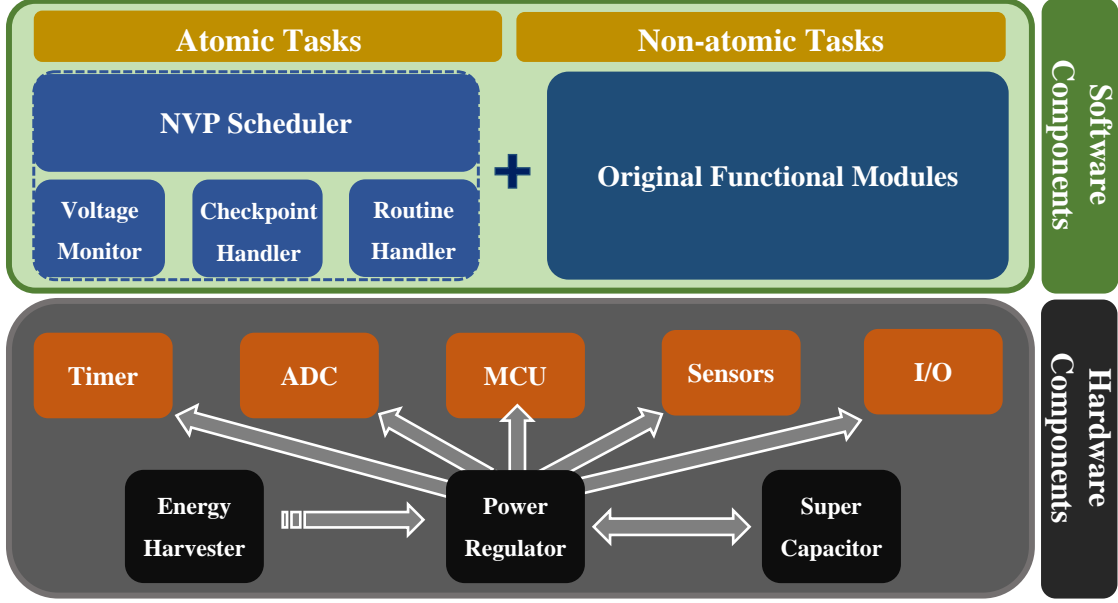 Atomic Tasks
Non-atomic Tasks
NVP Scheduler
Voltage
Monitor
Checkpoint
Handler
Routine
Handler
Original Functional Modules
Software
Components
Timer
ADC
MCU
Sensors
I/O
Energy
Harvester
Power
Regulator
Super
Capacitor
Hardware
Components